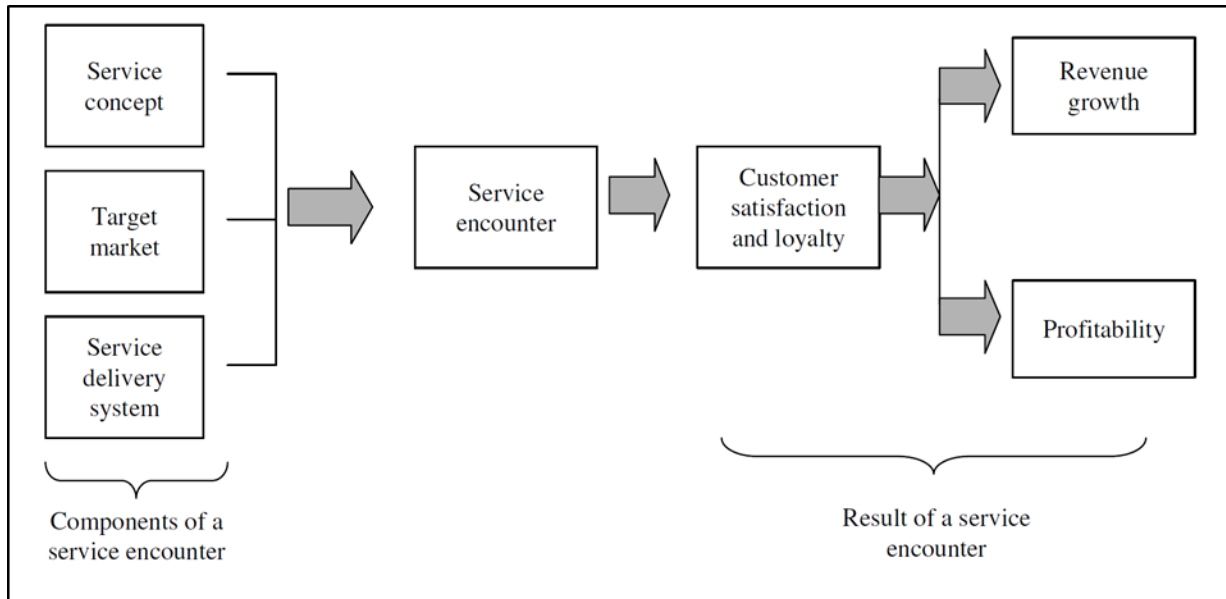 Service
concept
Target
market
Service
delivery
system
Components of a
service encounter
Service
encounter
Customer
satisfaction
and loyalty
Revenue
growth
Profitability
Result of a service
encounter